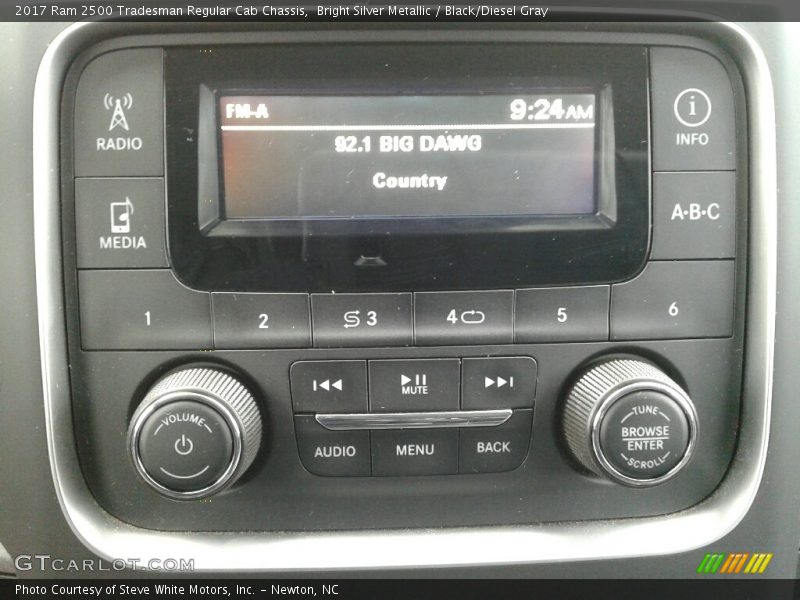 2017 Ram 2500 Tradesman Regular Cab Chassis,  Bright Silver Metallic / Black/Diesel Gray
FM-A 9:24AM
92.1 BIG DAWG
Country
RADIO
MEDIA
i
INFO
A·B·C
1 2 3 4 5 6
MUTE
AUDIO MENU BACK
VOLUME
TUNE
BROWSE
ENTER
SCROLL
GTCARLOT.COM
Photo Courtesy of Steve White Motors, Inc. – Newton, NC